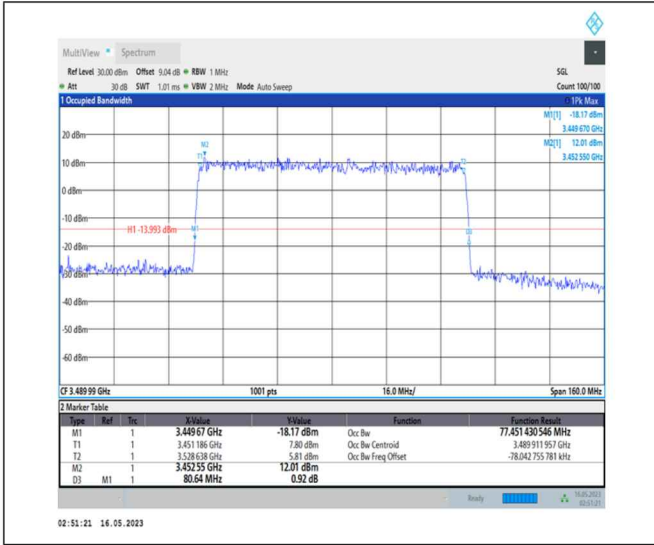 MultiView Spectrum
Ref Level 30.00 dBm Offset 9.04 dB RBW 1 MHz SGL
Att 30 dB SWT 1.01 ms VBW 2 MHz Mode Auto Sweep Count 100/100
1 Occupied Bandwidth 1Pk Max
M1[1] -18.17 dBm
3.449 670 GHz
M2[1] 12.01 dBm
3.452 550 GHz
20 dBm
M2
T1
10 dBm
0 dBm
-10 dBm
H1 -13.993 dBm M1
-20 dBm
-30 dBm
-40 dBm
-50 dBm
-60 dBm
CF 3.489 99 GHz 1001 pts 16.0 MHz/ Span 160.0 MHz
2 Marker Table
Type Ref Trc X-Value Y-Value Function Function Result
M1 1 3.449 67 GHz -18.17 dBm Occ Bw 77.451 430 546 MHz
T1 1 3.451 186 GHz 7.80 dBm Occ Bw Centroid 3.489 911 957 GHz
T2 1 3.528 638 GHz 5.81 dBm Occ Bw Freq Offset -78.042 755 781 kHz
M2 1 3.452 55 GHz 12.01 dBm
D3 M1 1 80.64 MHz 0.92 dB
Ready 16.05.2023
02:51:21
02:51:21 16.05.2023